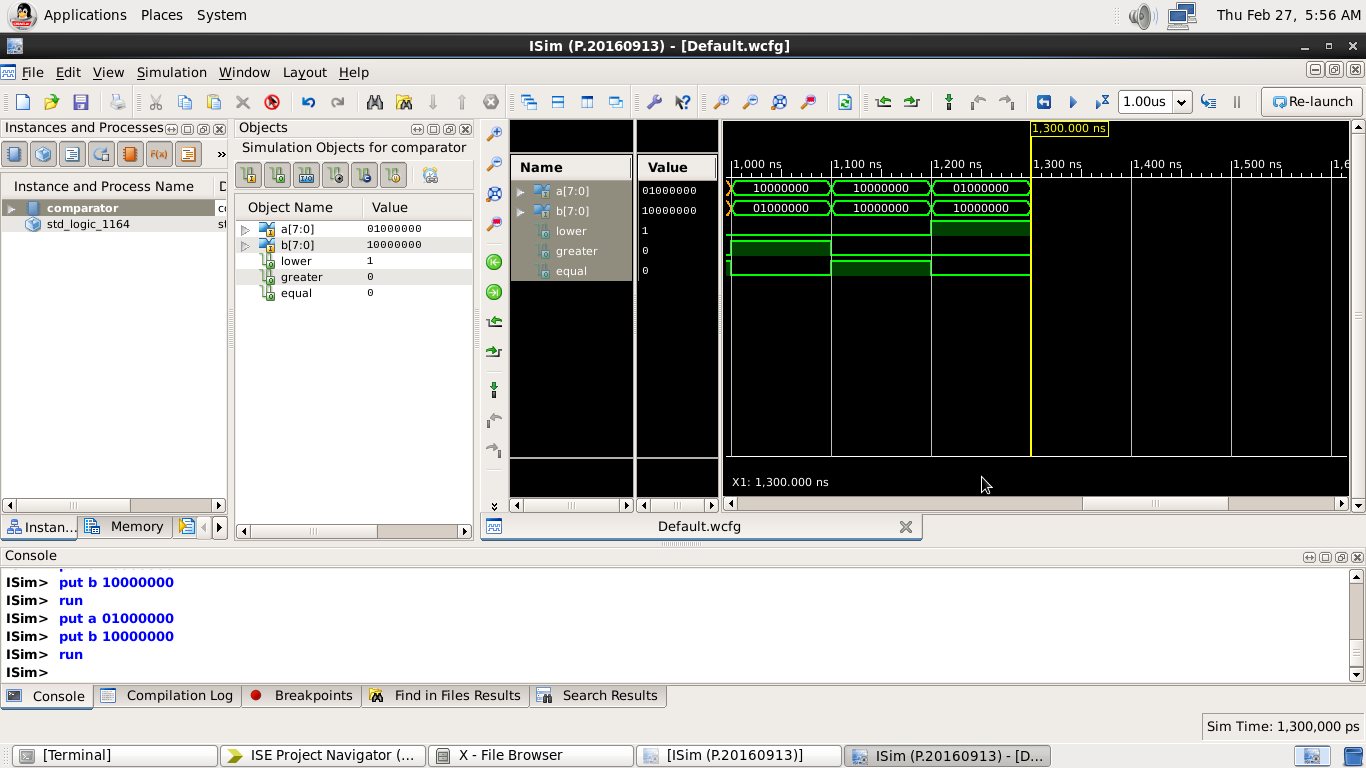 Applications Places System Thu Feb 27, 5:56 AM
ISim (P.20160913) - [Default.wcfg]
File Edit View Simulation Window Layout Help
1.00us Re-launch
Instances and Processes
Instance and Process Name D
comparator
std_logic_1164
Instan... Memory
Objects
Simulation Objects for comparator
Object Name Value
a[7:0] 01000000
b[7:0] 10000000
lower 1
greater 0
equal 0
Name Value
a[7:0] 01000000
b[7:0] 10000000
lower 1
greater 0
equal 0
1,300.000 ns
1,000 ns 1,100 ns 1,200 ns 1,300 ns 1,400 ns 1,500 ns
10000000 10000000 01000000
01000000 10000000 10000000
X1: 1,300.000 ns
Default.wcfg
Console
ISim> put b 10000000
ISim> run
ISim> put a 01000000
ISim> put b 10000000
ISim> run
ISim>
Console Compilation Log Breakpoints Find in Files Results Search Results
Sim Time: 1,300,000 ps
[Terminal] ISE Project Navigator (... X - File Browser [ISim (P.20160913)] ISim (P.20160913) - [D...